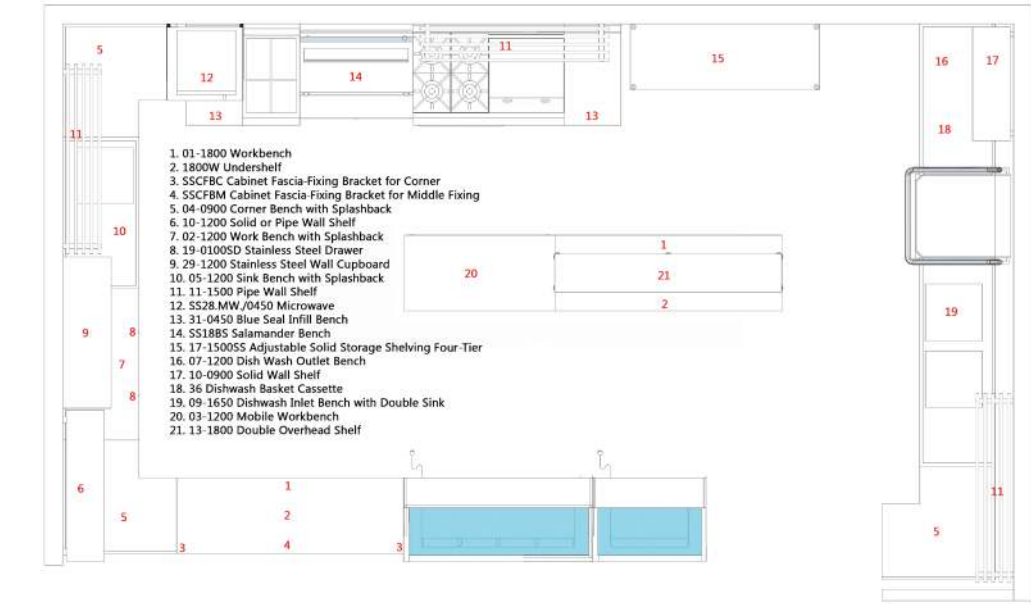 5
11
15
16
17
12
14
13
13
18
11
1. 01-1800 Workbench
2. 1800W Undershelf
3. SSCFBC Cabinet Fascia-Fixing Bracket for Corner
4. SSCFBM Cabinet Fascia-Fixing Bracket for Middle Fixing
5. 04-0900 Corner Bench with Splashback
6. 10-1200 Solid or Pipe Wall Shelf
7. 02-1200 Work Bench with Splashback
8. 19-0100SD Stainless Steel Drawer
9. 29-1200 Stainless Steel Wall Cupboard
10. 05-1200 Sink Bench with Splashback
11. 11-1500 Pipe Wall Shelf
12. SS28.MW./0450 Microwave
13. 31-0450 Blue Seal Infill Bench
14. SS18BS Salamander Bench
15. 17-1500SS Adjustable Solid Storage Shelving Four-Tier
16. 07-1200 Dish Wash Outlet Bench
17. 10-0900 Solid Wall Shelf
18. 36 Dishwash Basket Cassette
19. 09-1650 Dishwash Inlet Bench with Double Sink
20. 03-1200 Mobile Workbench
21. 13-1800 Double Overhead Shelf
10
1
20
21
2
19
9
8
7
8
6
1
11
5
2
5
3
4
3